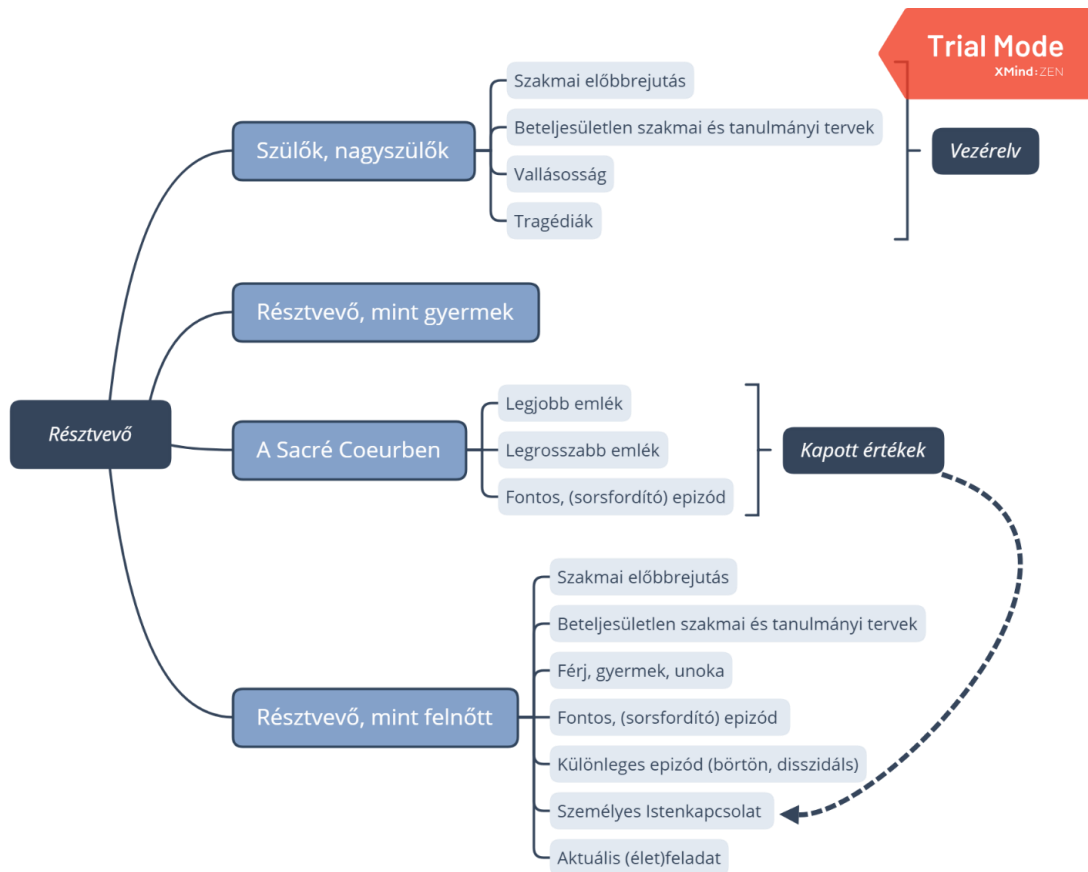 Trial Mode
XMind:ZEN
Résztvevő
Szülők, nagyszülők
Szakmai előbbrejutás
Beteljesületlen szakmai és tanulmányi tervek
Vallásosság
Tragédiák
Vezérelv
Résztvevő, mint gyermek
A Sacré Coeurben
Legjobb emlék
Legrosszabb emlék
Fontos, (sorsfordító) epizód
Kapott értékek
Résztvevő, mint felnőtt
Szakmai előbbrejutás
Beteljesületlen szakmai és tanulmányi tervek
Férj, gyermek, unoka
Fontos, (sorsfordító) epizód
Különleges epizód (börtön, disszidáls)
Személyes Istenkapcsolat
Aktuális (élet)feladat